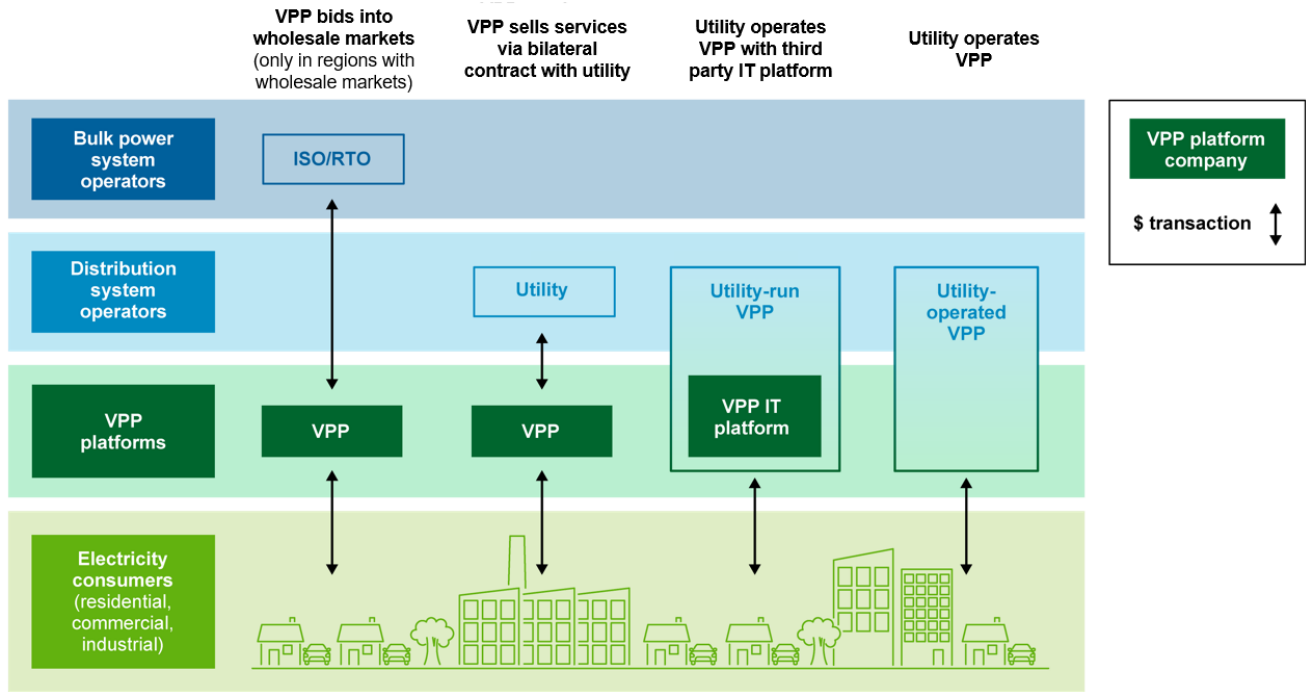 VPP bids into
wholesale markets
(only in regions with
wholesale markets)
VPP sells services
via bilateral
contract with utility
Utility operates
VPP with third
party IT platform
Utility operates
VPP
Bulk power
system
operators
ISO/RTO
VPP platform
company
$ transaction
Distribution
system
operators
Utility
Utility-run
VPP
Utility-
operated
VPP
VPP
platforms
VPP
VPP
VPP IT
platform
Electricity
consumers
(residential,
commercial,
industrial)